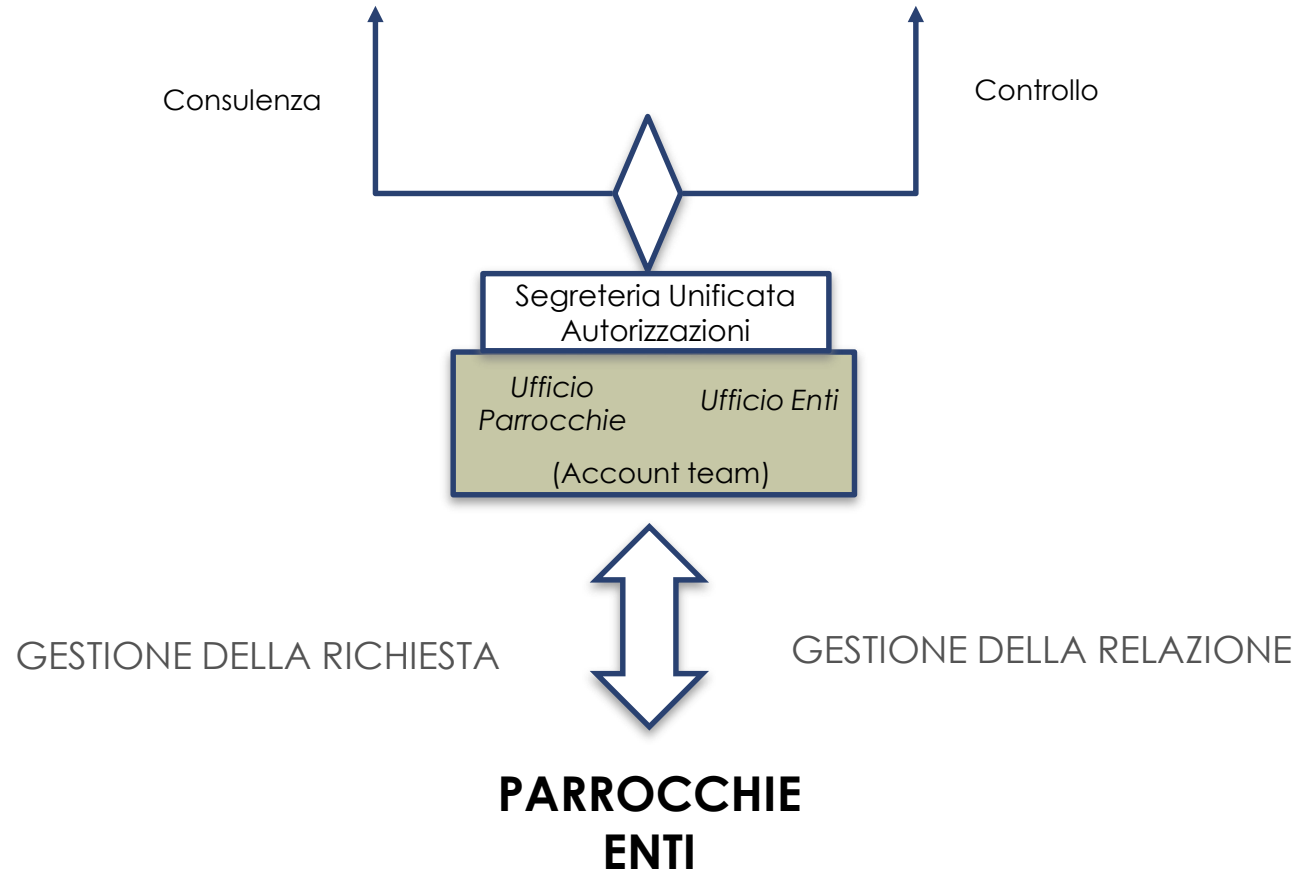 Consulenza
Controllo
Segreteria Unificata
Autorizzazioni
Ufficio
Parrocchie
Ufficio Enti
(Account team)
GESTIONE DELLA RICHIESTA
GESTIONE DELLA RELAZIONE
PARROCCHIE
ENTI